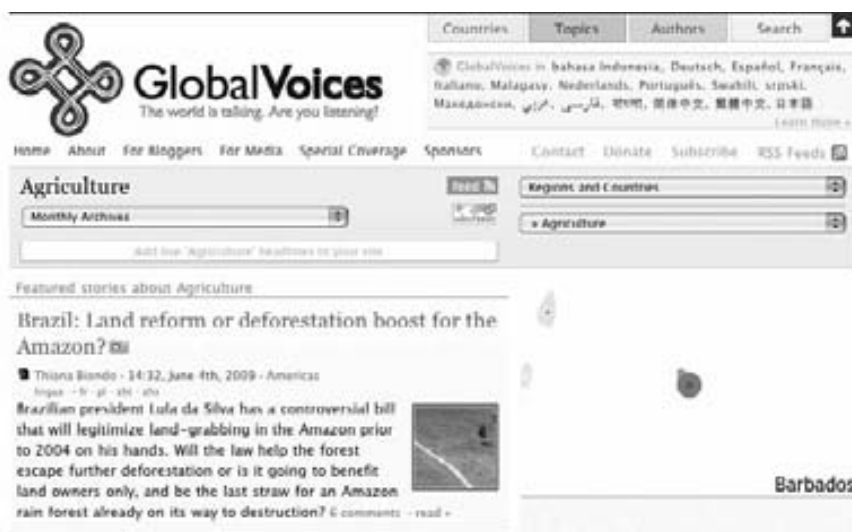 Countries Topics Authors Search
GlobalVoices
The world is talking. Are you listening?
GlobalVoices in bahasa Indonesia, Deutsch, Español, Français,
Italiano, Malagasy, Nederlands, Português, Swahili, srpski,
Македонски, عربي, فارسی, বাংলা, 简体中文, 繁體中文, 日本語
Learn more »
Home About For Bloggers For Media Special Coverage Sponsors
Contact Donate Subscribe RSS Feeds
Agriculture
Feed
Monthly Archives
Add live 'Agriculture' headlines to your site
Regions and Countries
» Agriculture
Featured stories about Agriculture
Brazil: Land reform or deforestation boost for the
Amazon?
Thiana Biondo - 14:32, June 4th, 2009 - Americas
lingua → fr · pl · zhs · zht
Brazilian president Lula da Silva has a controversial bill
that will legitimize land-grabbing in the Amazon prior
to 2004 on his hands. Will the law help the forest
escape further deforestation or is it going to benefit
land owners only, and be the last straw for an Amazon
rain forest already on its way to destruction? 6 comments · read »
Barbados